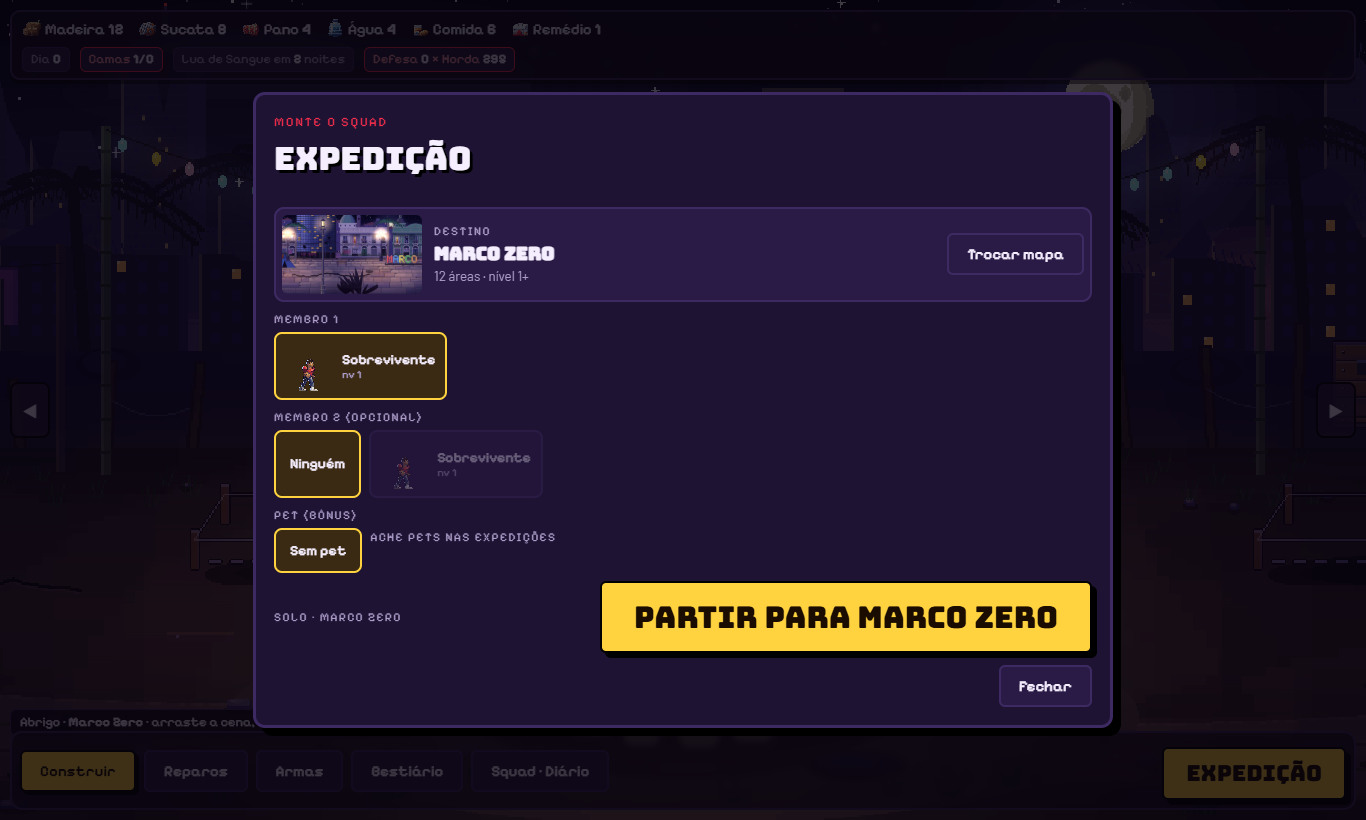 Madeira 12 Sucata 8 Pano 4 Água 4 Comida 6 Remédio 1
Dia 0 Camas 1/0 Lua de Sangue em 8 noites Defesa 0 × Horda 898
MONTE O SQUAD
EXPEDIÇÃO
DESTINO
MARCO ZERO
12 áreas · nível 1+
Trocar mapa
MARCO
MEMBRO 1
Sobrevivente
nv 1
MEMBRO 2 (OPCIONAL)
Ninguém
Sobrevivente
nv 1
PET (BÔNUS)
Sem pet
ACHE PETS NAS EXPEDIÇÕES
SOLO · MARCO ZERO
PARTIR PARA MARCO ZERO
Fechar
Abrigo · Marco Zero · arraste a cena
Construir Reparos Armas Bestiário Squad · Diário EXPEDIÇÃO